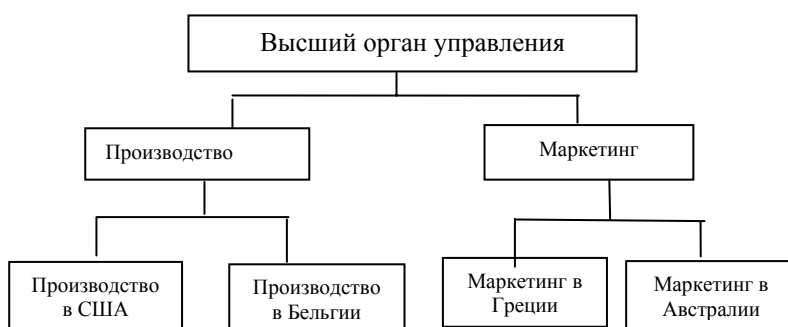 Высший орган управления
Производство
Маркетинг
Производство
в США
Производство
в Бельгии
Маркетинг в
Греции
Маркетинг в
Австралии